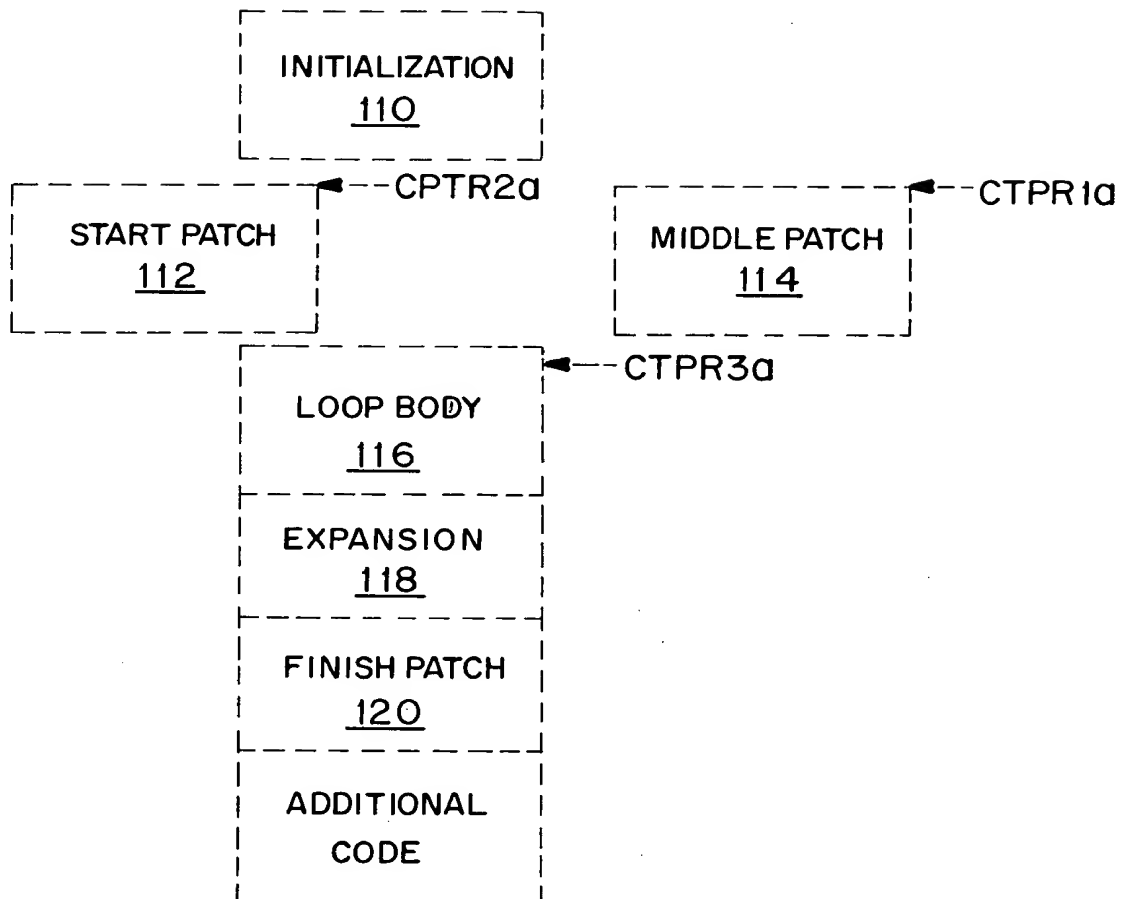 INITIALIZATION
110
CPTR2a
CTPR1a
START PATCH
112
MIDDLE PATCH
114
CTPR3a
LOOP BODY
116
EXPANSION
118
FINISH PATCH
120
ADDITIONAL
CODE